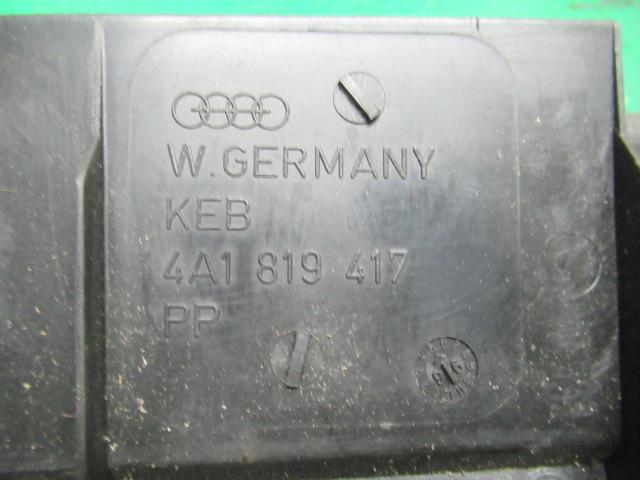 W. GERMANY
KEB
4A1 819 417
PP